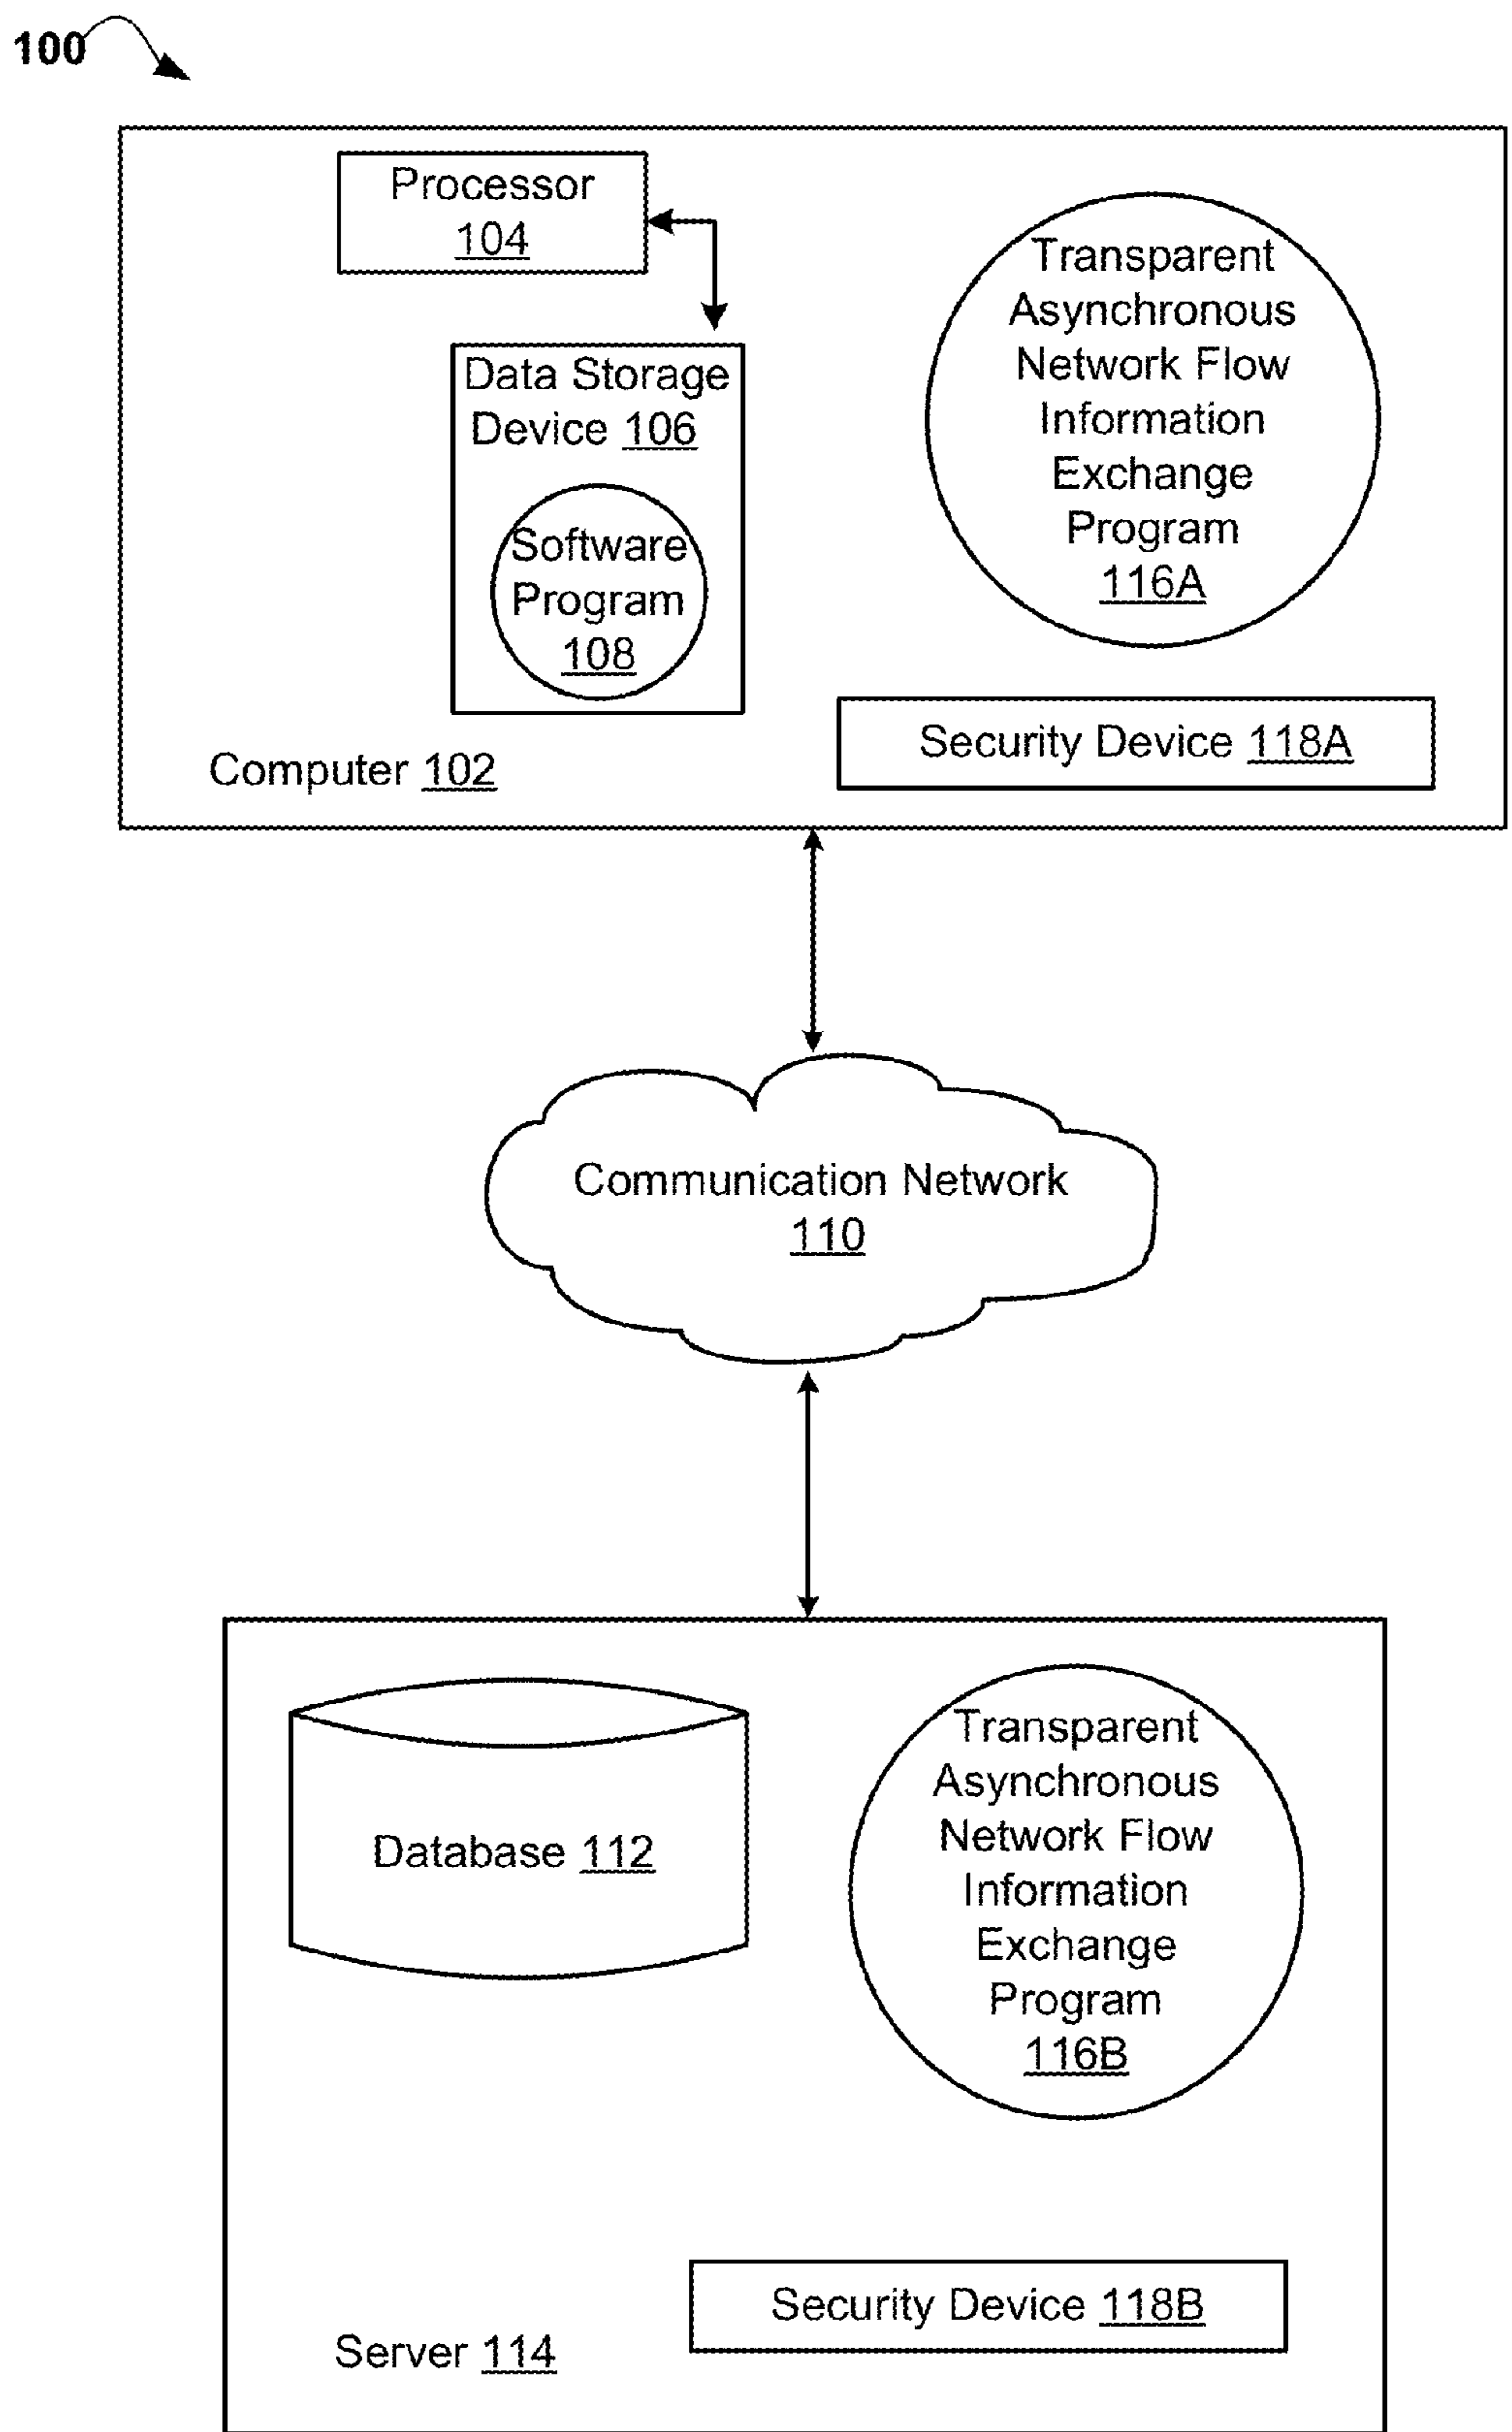 100
Processor
104
Data Storage
Device 106
Software
Program
108
Transparent
Asynchronous
Network Flow
Information
Exchange
Program
116A
Security Device 118A
Computer 102
Communication Network
110
Database 112
Transparent
Asynchronous
Network Flow
Information
Exchange
Program
116B
Security Device 118B
Server 114